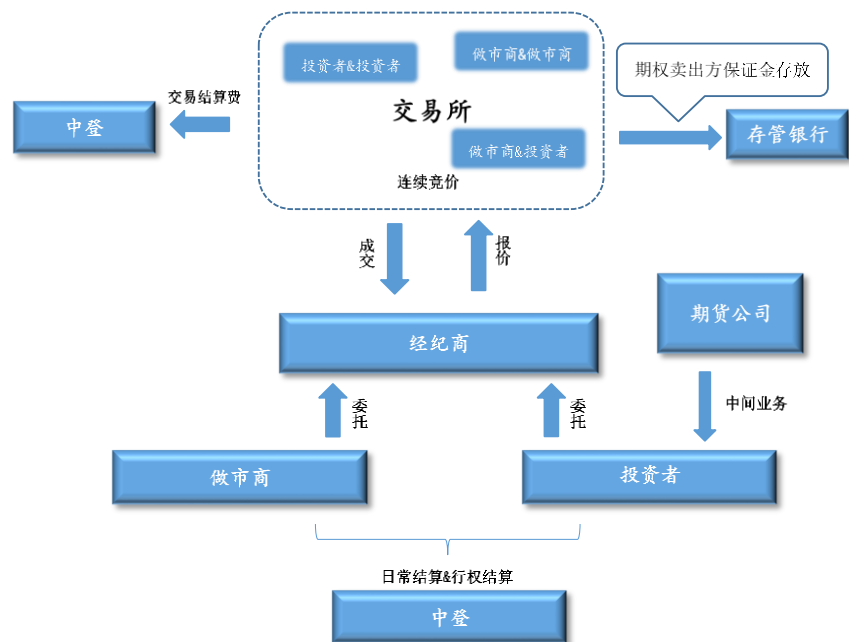 投资者&投资者
做市商&做市商
期权卖出方保证金存放
交易结算费
中登
交易所
存管银行
做市商&投资者
连续竞价
成交
报价
期货公司
经纪商
委托
委托
中间业务
做市商
投资者
日常结算&行权结算
中登